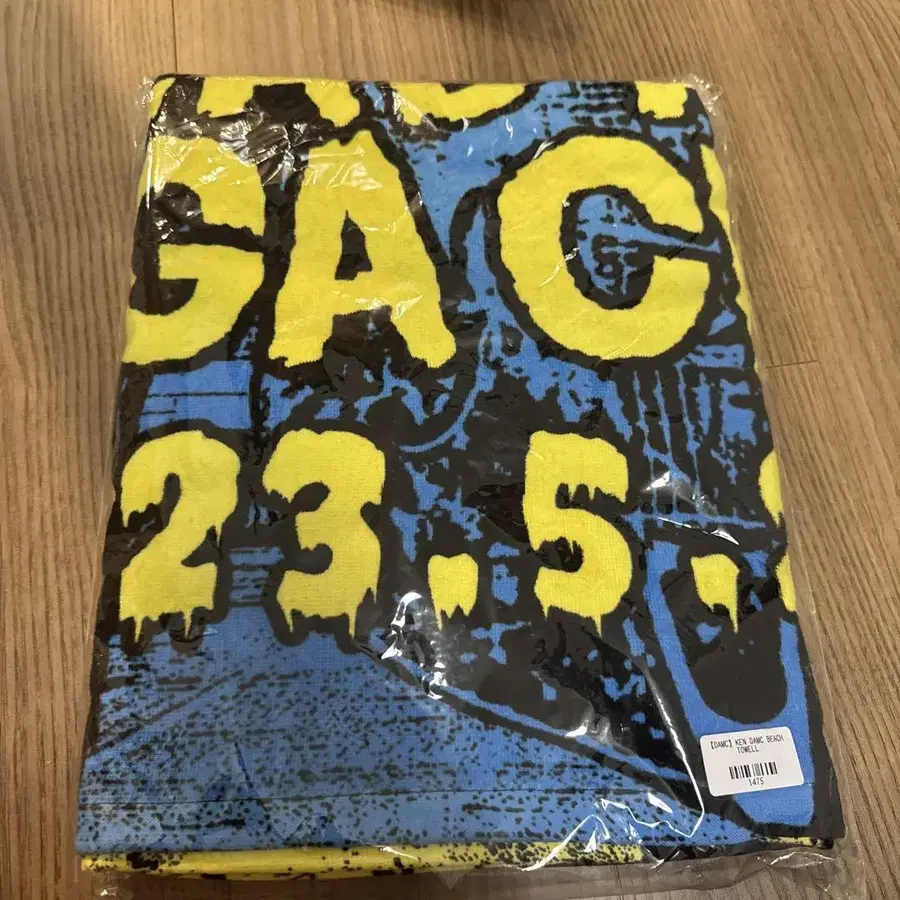 GAC
23.5.
【DAMC】KEN DAMC BEACH
TOWELL
1475